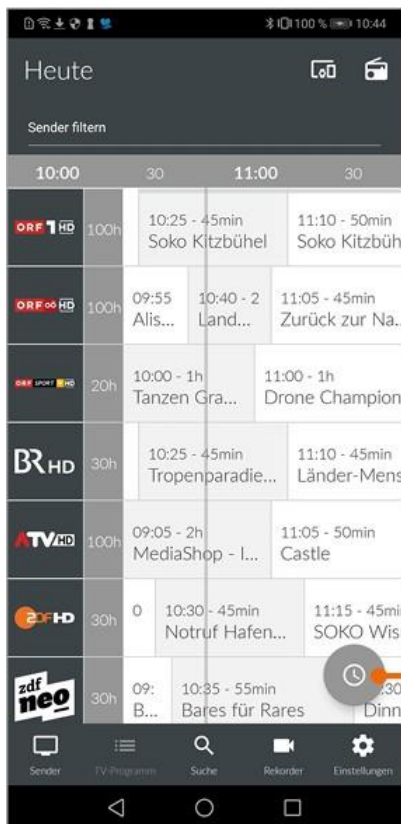 100 % 10:44
Heute
Sender filtern
10:00 30 11:00 30
ORF 1 HD 100h
10:25 - 45min 11:10 - 50min
Soko Kitzbühel Soko Kitzbüh
ORF OÖ HD 100h
09:55 10:40 - 2 11:05 - 45min
Alis... Land... Zurück zur Na..
ORF SPORT + HD 20h
10:00 - 1h 11:00 - 1h
Tanzen Gra... Drone Champion
BR HD 30h
10:25 - 45min 11:10 - 45min
Tropenparadie... Länder-Mens
ATV HD 100h
09:05 - 2h 11:05 - 50min
MediaShop - I... Castle
ZDF HD 30h
0 10:30 - 45min 11:15 - 45mi
Notruf Hafen... SOKO Wis
zdf neo 30h
09: 10:35 - 55min :30
B... Bares für Rares Dinn
Sender TV-Programm Suche Rekorder Einstellungen